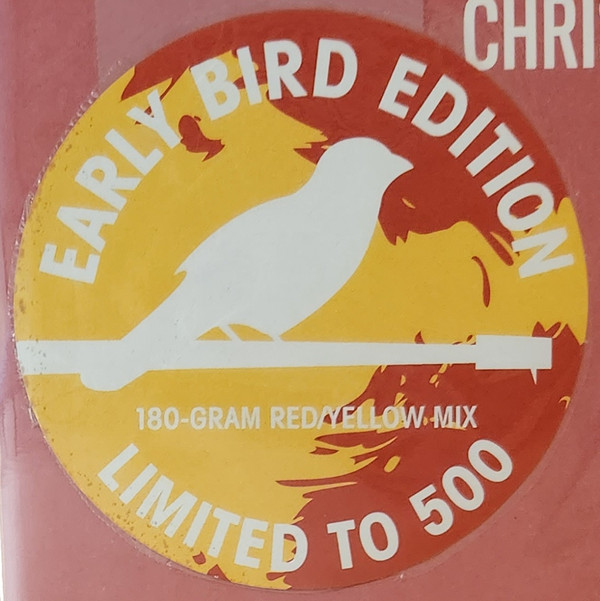 CHRI
EARLY BIRD EDITION
180-GRAM RED/YELLOW MIX
LIMITED TO 500